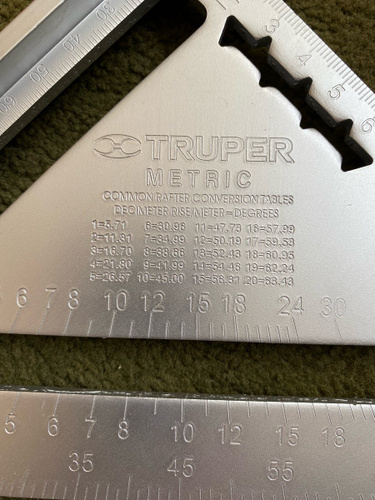 TRUPER
METRIC
COMMON RAFTER CONVERSION TABLES
DECIMETER RISE/METER=DEGREES
1=5.71 6=30.96 11=47.73 16=57.99
2=11.31 7=34.99 12=50.19 17=59.53
3=16.70 8=38.66 13=52.43 18=60.95
4=21.80 9=41.99 14=54.46 19=62.24
5=26.57 10=45.00 15=56.31 20=63.43
6 7 8 10 12 15 18 24 30
5 6 7 8 10 12 15 18
35 45 55
3
4
5
6
30
40
50